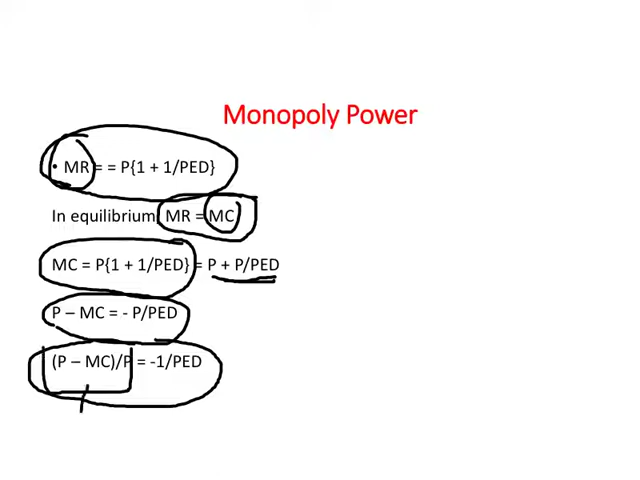 Monopoly Power
• MR = = P{1 + 1/PED}
In equilibrium MR = MC
MC = P{1 + 1/PED} = P + P/PED
P – MC = - P/PED
(P – MC)/P = -1/PED